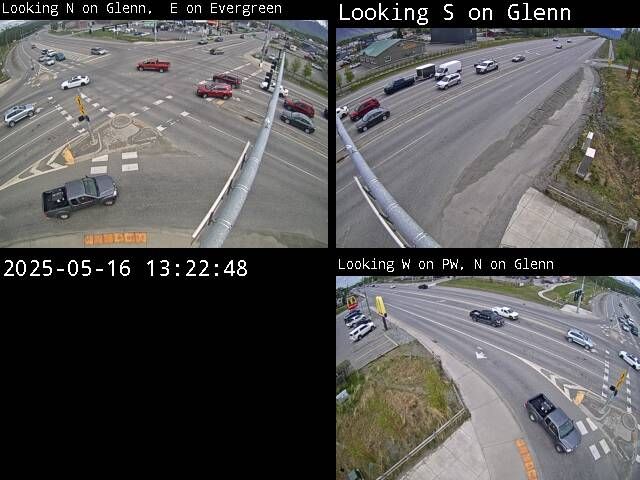 Looking N on Glenn,  E on Evergreen
Looking S on Glenn
2025-05-16 13:22:48
Looking W on PW, N on Glenn